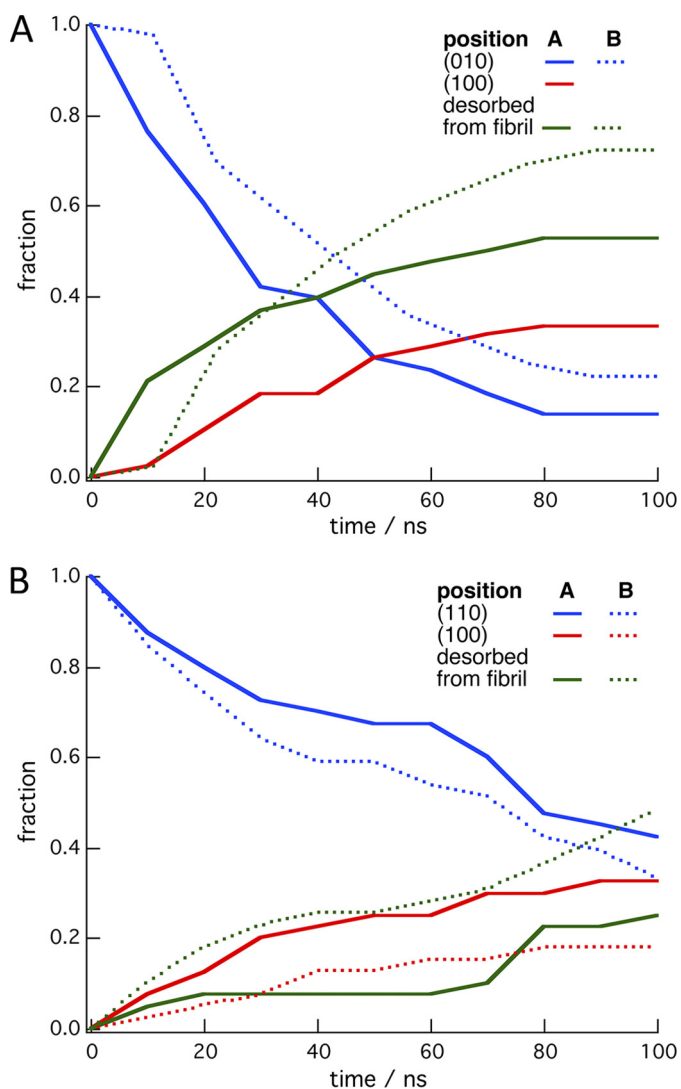 A
position A B
(010)
(100)
desorbed
from fibril
1.0
0.8
0.6
0.4
0.2
0.0
fraction
0 20 40 60 80 100
time / ns
B
position A B
(110)
(100)
desorbed
from fibril
1.0
0.8
0.6
0.4
0.2
0.0
fraction
0 20 40 60 80 100
time / ns